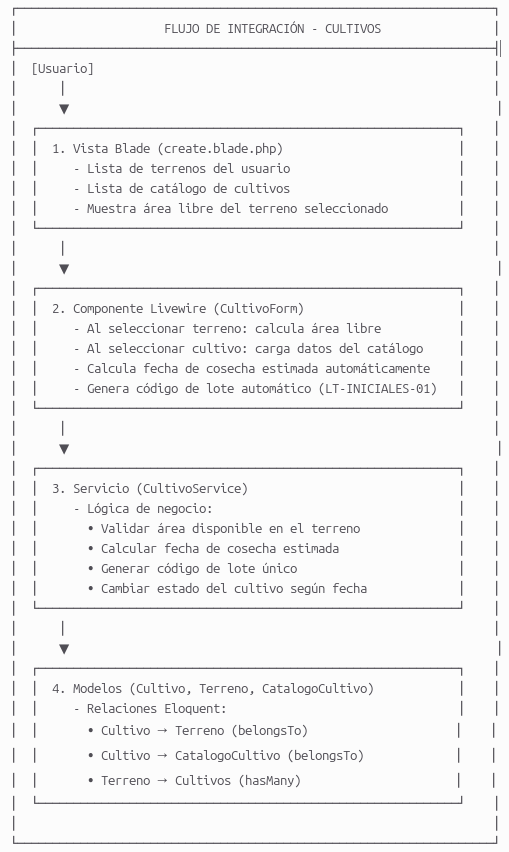 FLUJO DE INTEGRACIÓN - CULTIVOS
[Usuario]
1. Vista Blade (create.blade.php)
- Lista de terrenos del usuario
- Lista de catálogo de cultivos
- Muestra área libre del terreno seleccionado
2. Componente Livewire (CultivoForm)
- Al seleccionar terreno: calcula área libre
- Al seleccionar cultivo: carga datos del catálogo
- Calcula fecha de cosecha estimada automáticamente
- Genera código de lote automático (LT-INICIALES-01)
3. Servicio (CultivoService)
- Lógica de negocio:
• Validar área disponible en el terreno
• Calcular fecha de cosecha estimada
• Generar código de lote único
• Cambiar estado del cultivo según fecha
4. Modelos (Cultivo, Terreno, CatalogoCultivo)
- Relaciones Eloquent:
• Cultivo → Terreno (belongsTo)
• Cultivo → CatalogoCultivo (belongsTo)
• Terreno → Cultivos (hasMany)